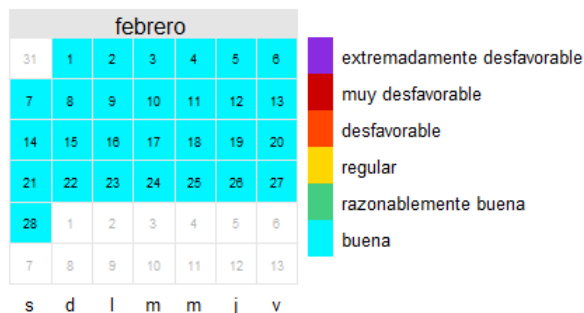 febrero
31 1 2 3 4 5 6
7 8 9 10 11 12 13
14 15 16 17 18 19 20
21 22 23 24 25 26 27
28 1 2 3 4 5 6
7 8 9 10 11 12 13
s d l m m j v
extremadamente desfavorable
muy desfavorable
desfavorable
regular
razonablemente buena
buena